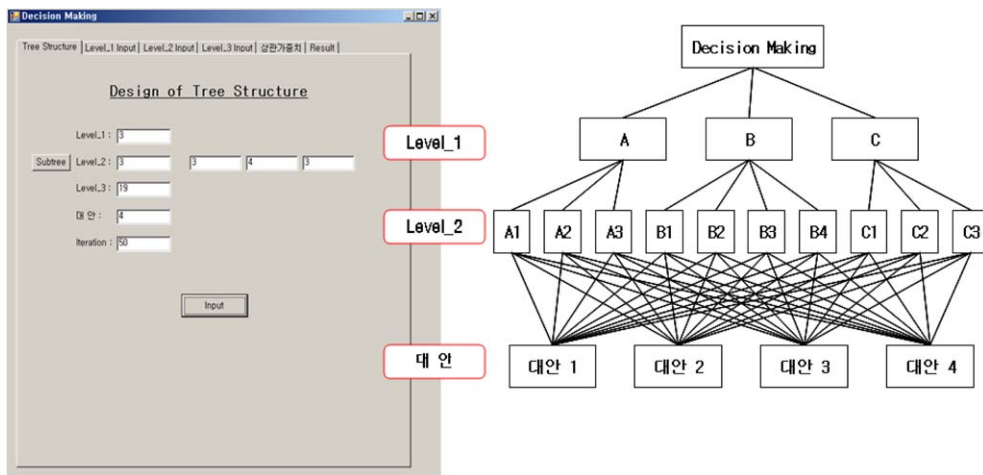 Decision Making
Tree Structure Level_1 Input Level_2 Input Level_3 Input 상관가중치 Result
Design of Tree Structure
Level_1 : 3
Subtree Level_2 : 3 3 4 3
Level_3 : 19
대 안 : 4
Iteration : 50
Input
Level_1
Level_2
대 안
Decision Making
A B C
A1 A2 A3 B1 B2 B3 B4 C1 C2 C3
대안 1 대안 2 대안 3 대안 4